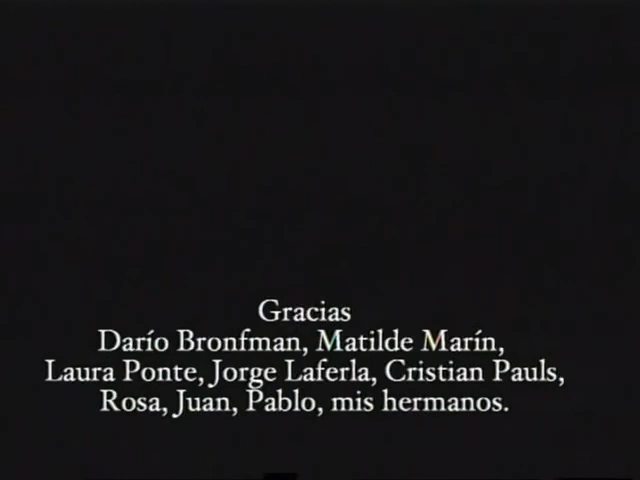 Gracias
Darío Bronfman, Matilde Marín,
Laura Ponte, Jorge Laferla, Cristian Pauls,
Rosa, Juan, Pablo, mis hermanos.